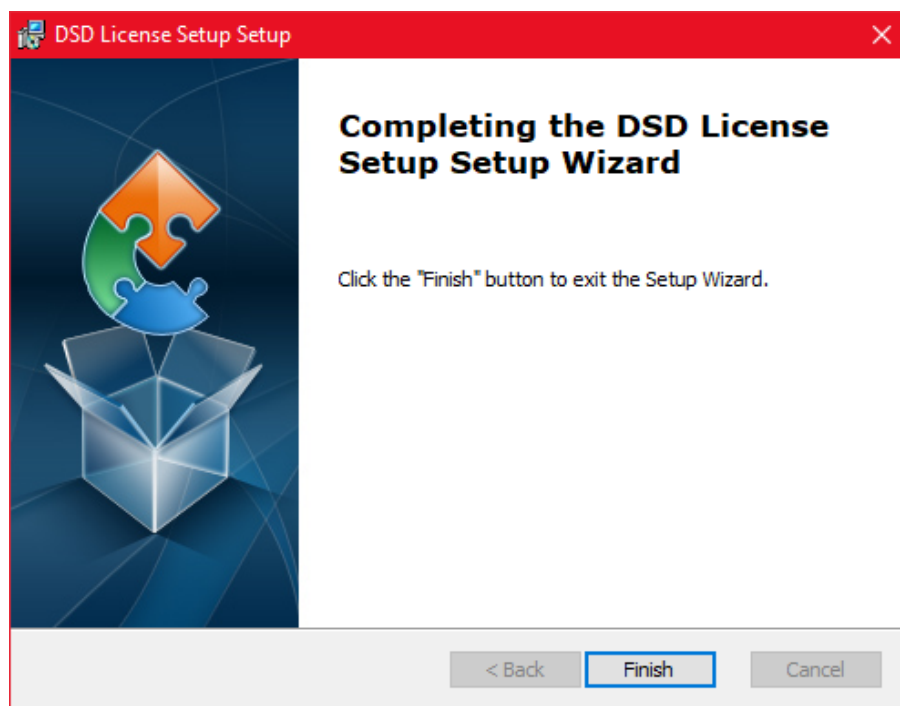 DSD License Setup Setup
Completing the DSD License
Setup Setup Wizard
Click the "Finish" button to exit the Setup Wizard.
< Back
Finish
Cancel